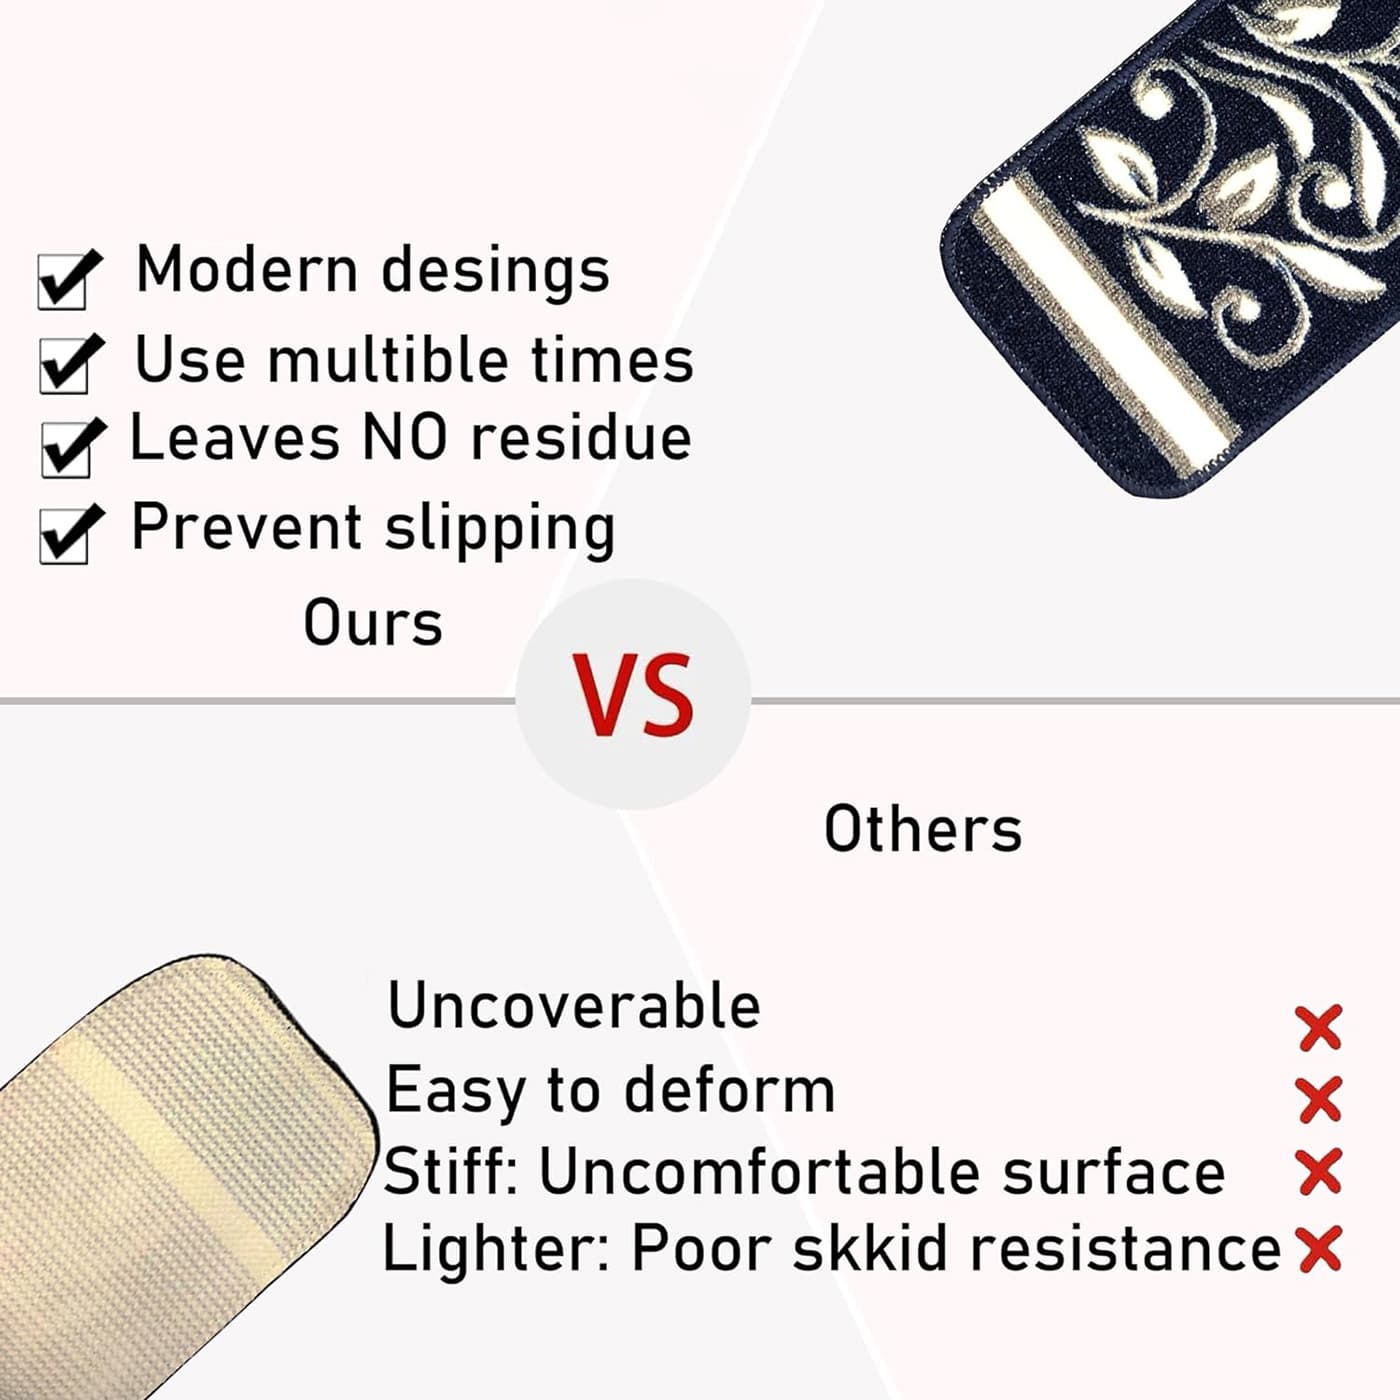 Modern desings
Use multible times
Leaves NO residue
Prevent slipping
Ours
VS
Others
Uncoverable
Easy to deform
Stiff: Uncomfortable surface
Lighter: Poor skkid resistance